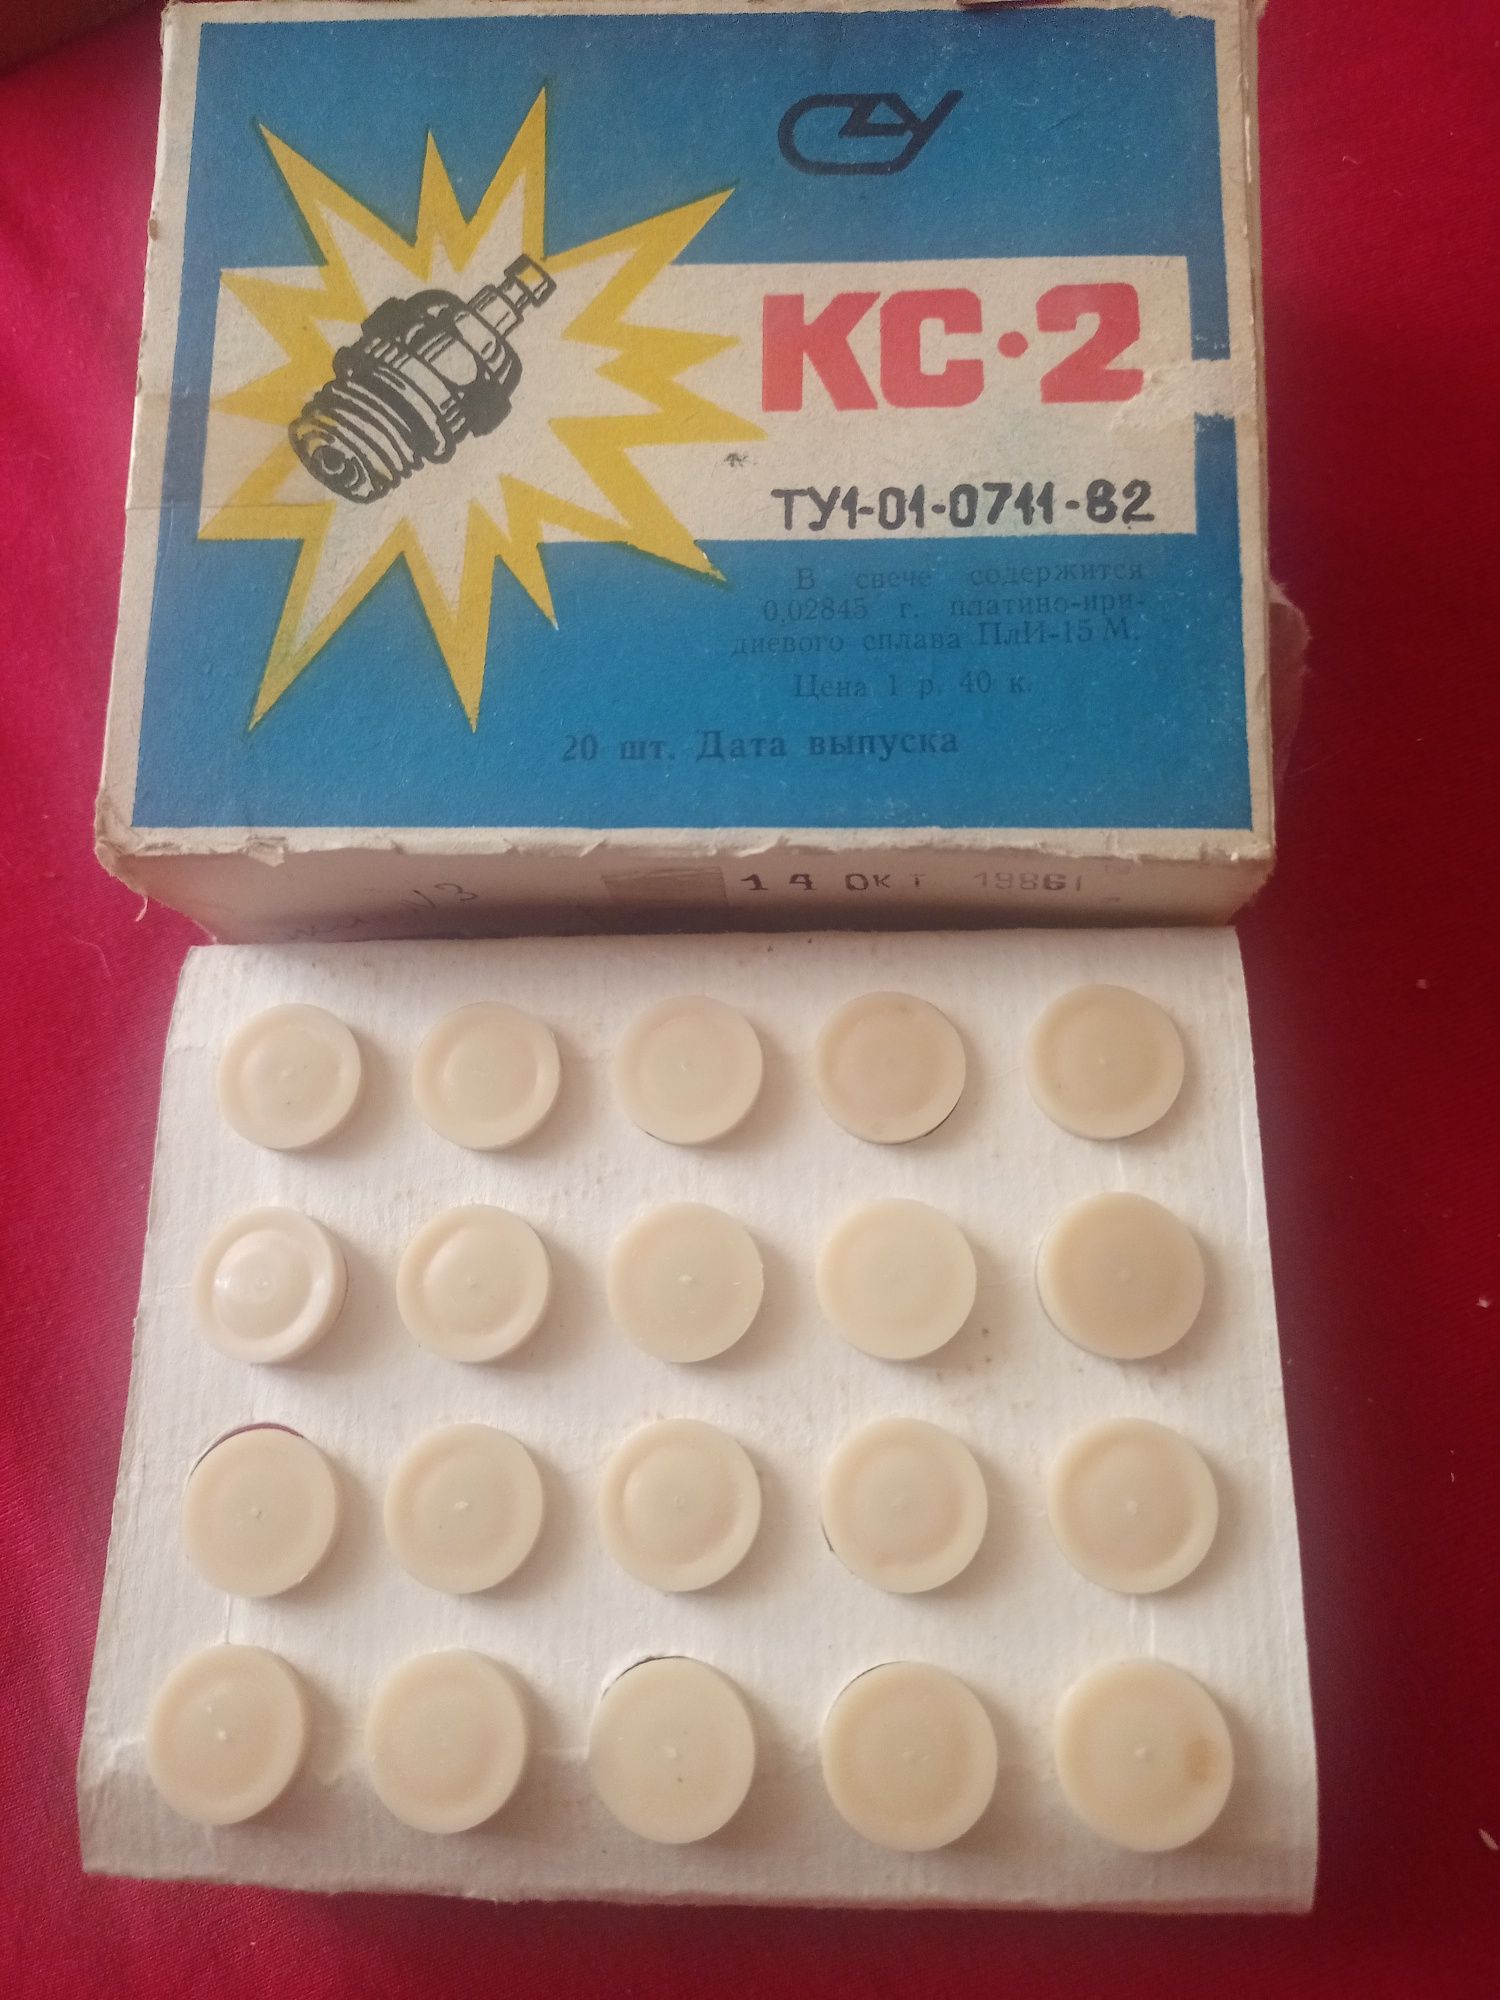 КС·2
ТУ1-01-0711-82
В свече содержится
0,02845 г. платино-ири-
диевого сплава ПлИ-15 М.
Цена 1 р. 40 к.
20 шт. Дата выпуска
14 ОКТ 1986
№3